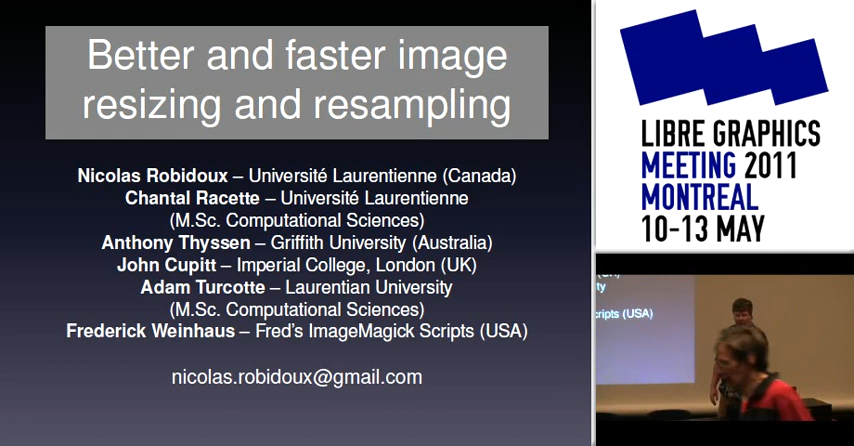 Better and faster image
resizing and resampling
Nicolas Robidoux – Université Laurentienne (Canada)
Chantal Racette – Université Laurentienne
(M.Sc. Computational Sciences)
Anthony Thyssen – Griffith University (Australia)
John Cupitt – Imperial College, London (UK)
Adam Turcotte – Laurentian University
(M.Sc. Computational Sciences)
Frederick Weinhaus – Fred's ImageMagick Scripts (USA)
nicolas.robidoux@gmail.com
LIBRE GRAPHICS
MEETING 2011
MONTREAL
10-13 MAY
cripts (USA)